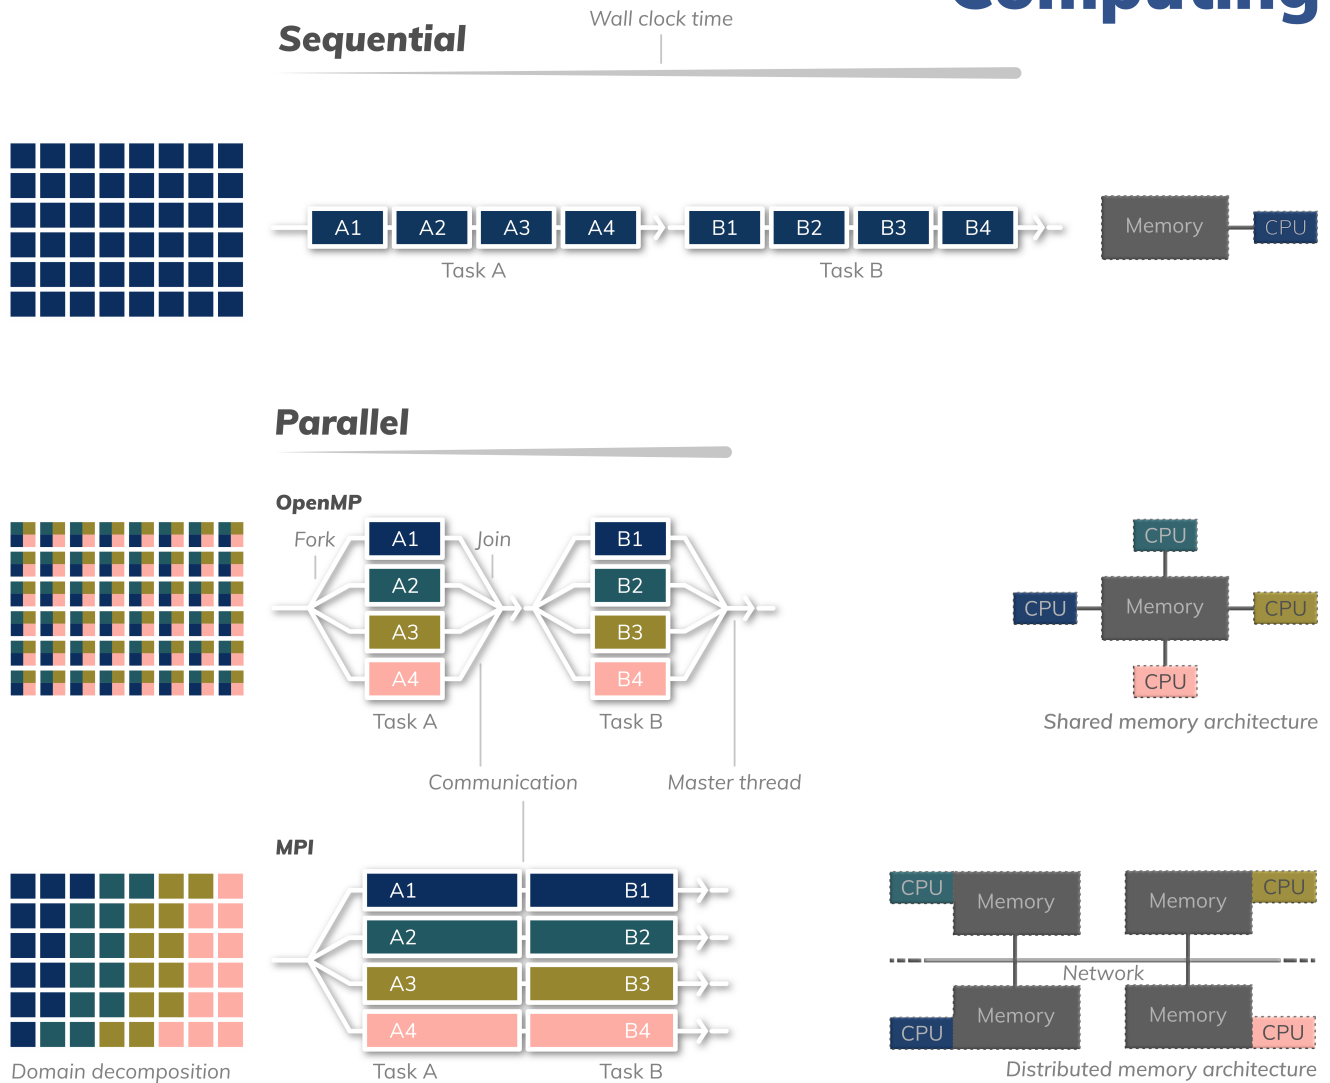 Computing
Wall clock time
Sequential
A1 A2 A3 A4 B1 B2 B3 B4
Task A Task B
Memory CPU
Parallel
OpenMP
Fork Join
A1 B1
A2 B2
A3 B3
A4 B4
Task A Task B
CPU
CPU Memory CPU
CPU
Shared memory architecture
Communication Master thread
MPI
A1 B1
A2 B2
A3 B3
A4 B4
Task A Task B
CPU Memory Memory CPU
Network
CPU Memory Memory CPU
Distributed memory architecture
Domain decomposition